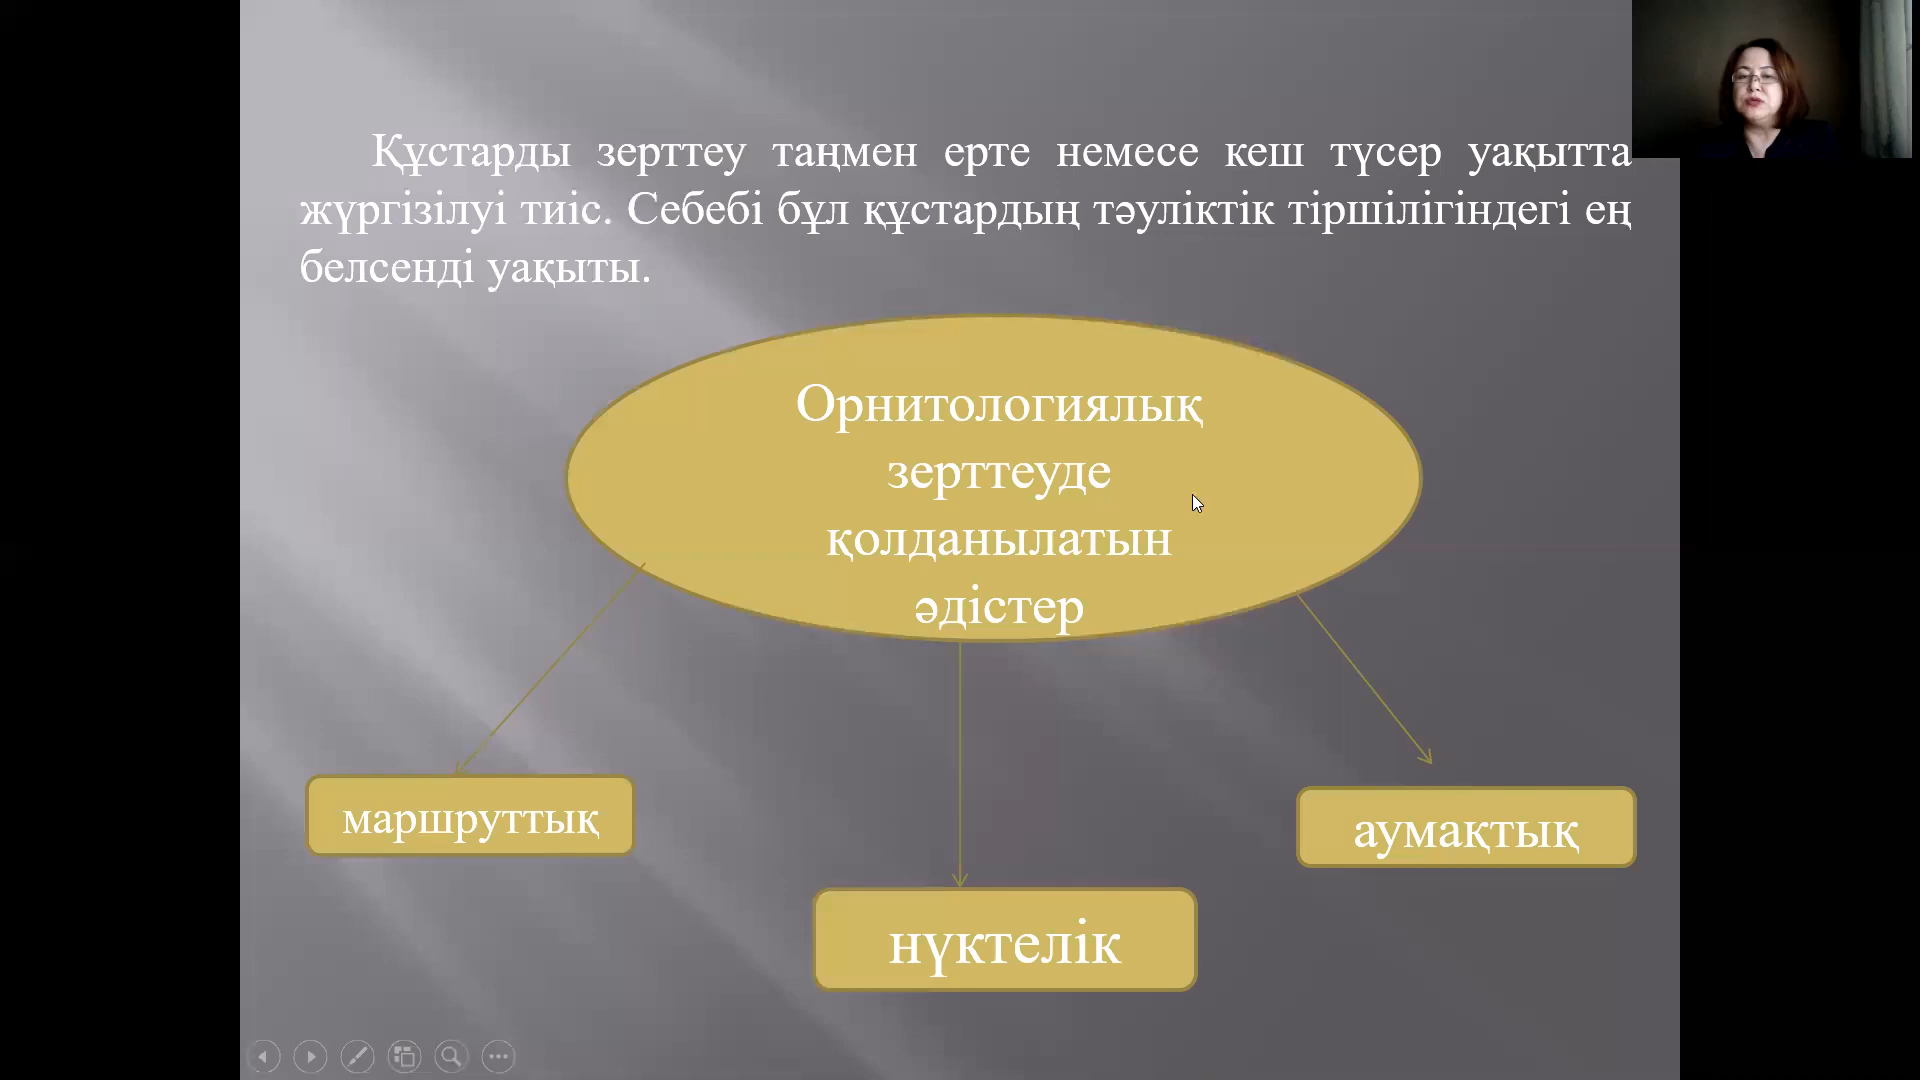 Құстарды зерттеу таңмен ерте немесе кеш түсер уақытта
жүргізілуі тиіс. Себебі бұл құстардың тәуліктік тіршілігіндегі ең
белсенді уақыты.
Орнитологиялық
зерттеуде
қолданылатын
әдістер
маршруттық
аумақтық
нүктелік